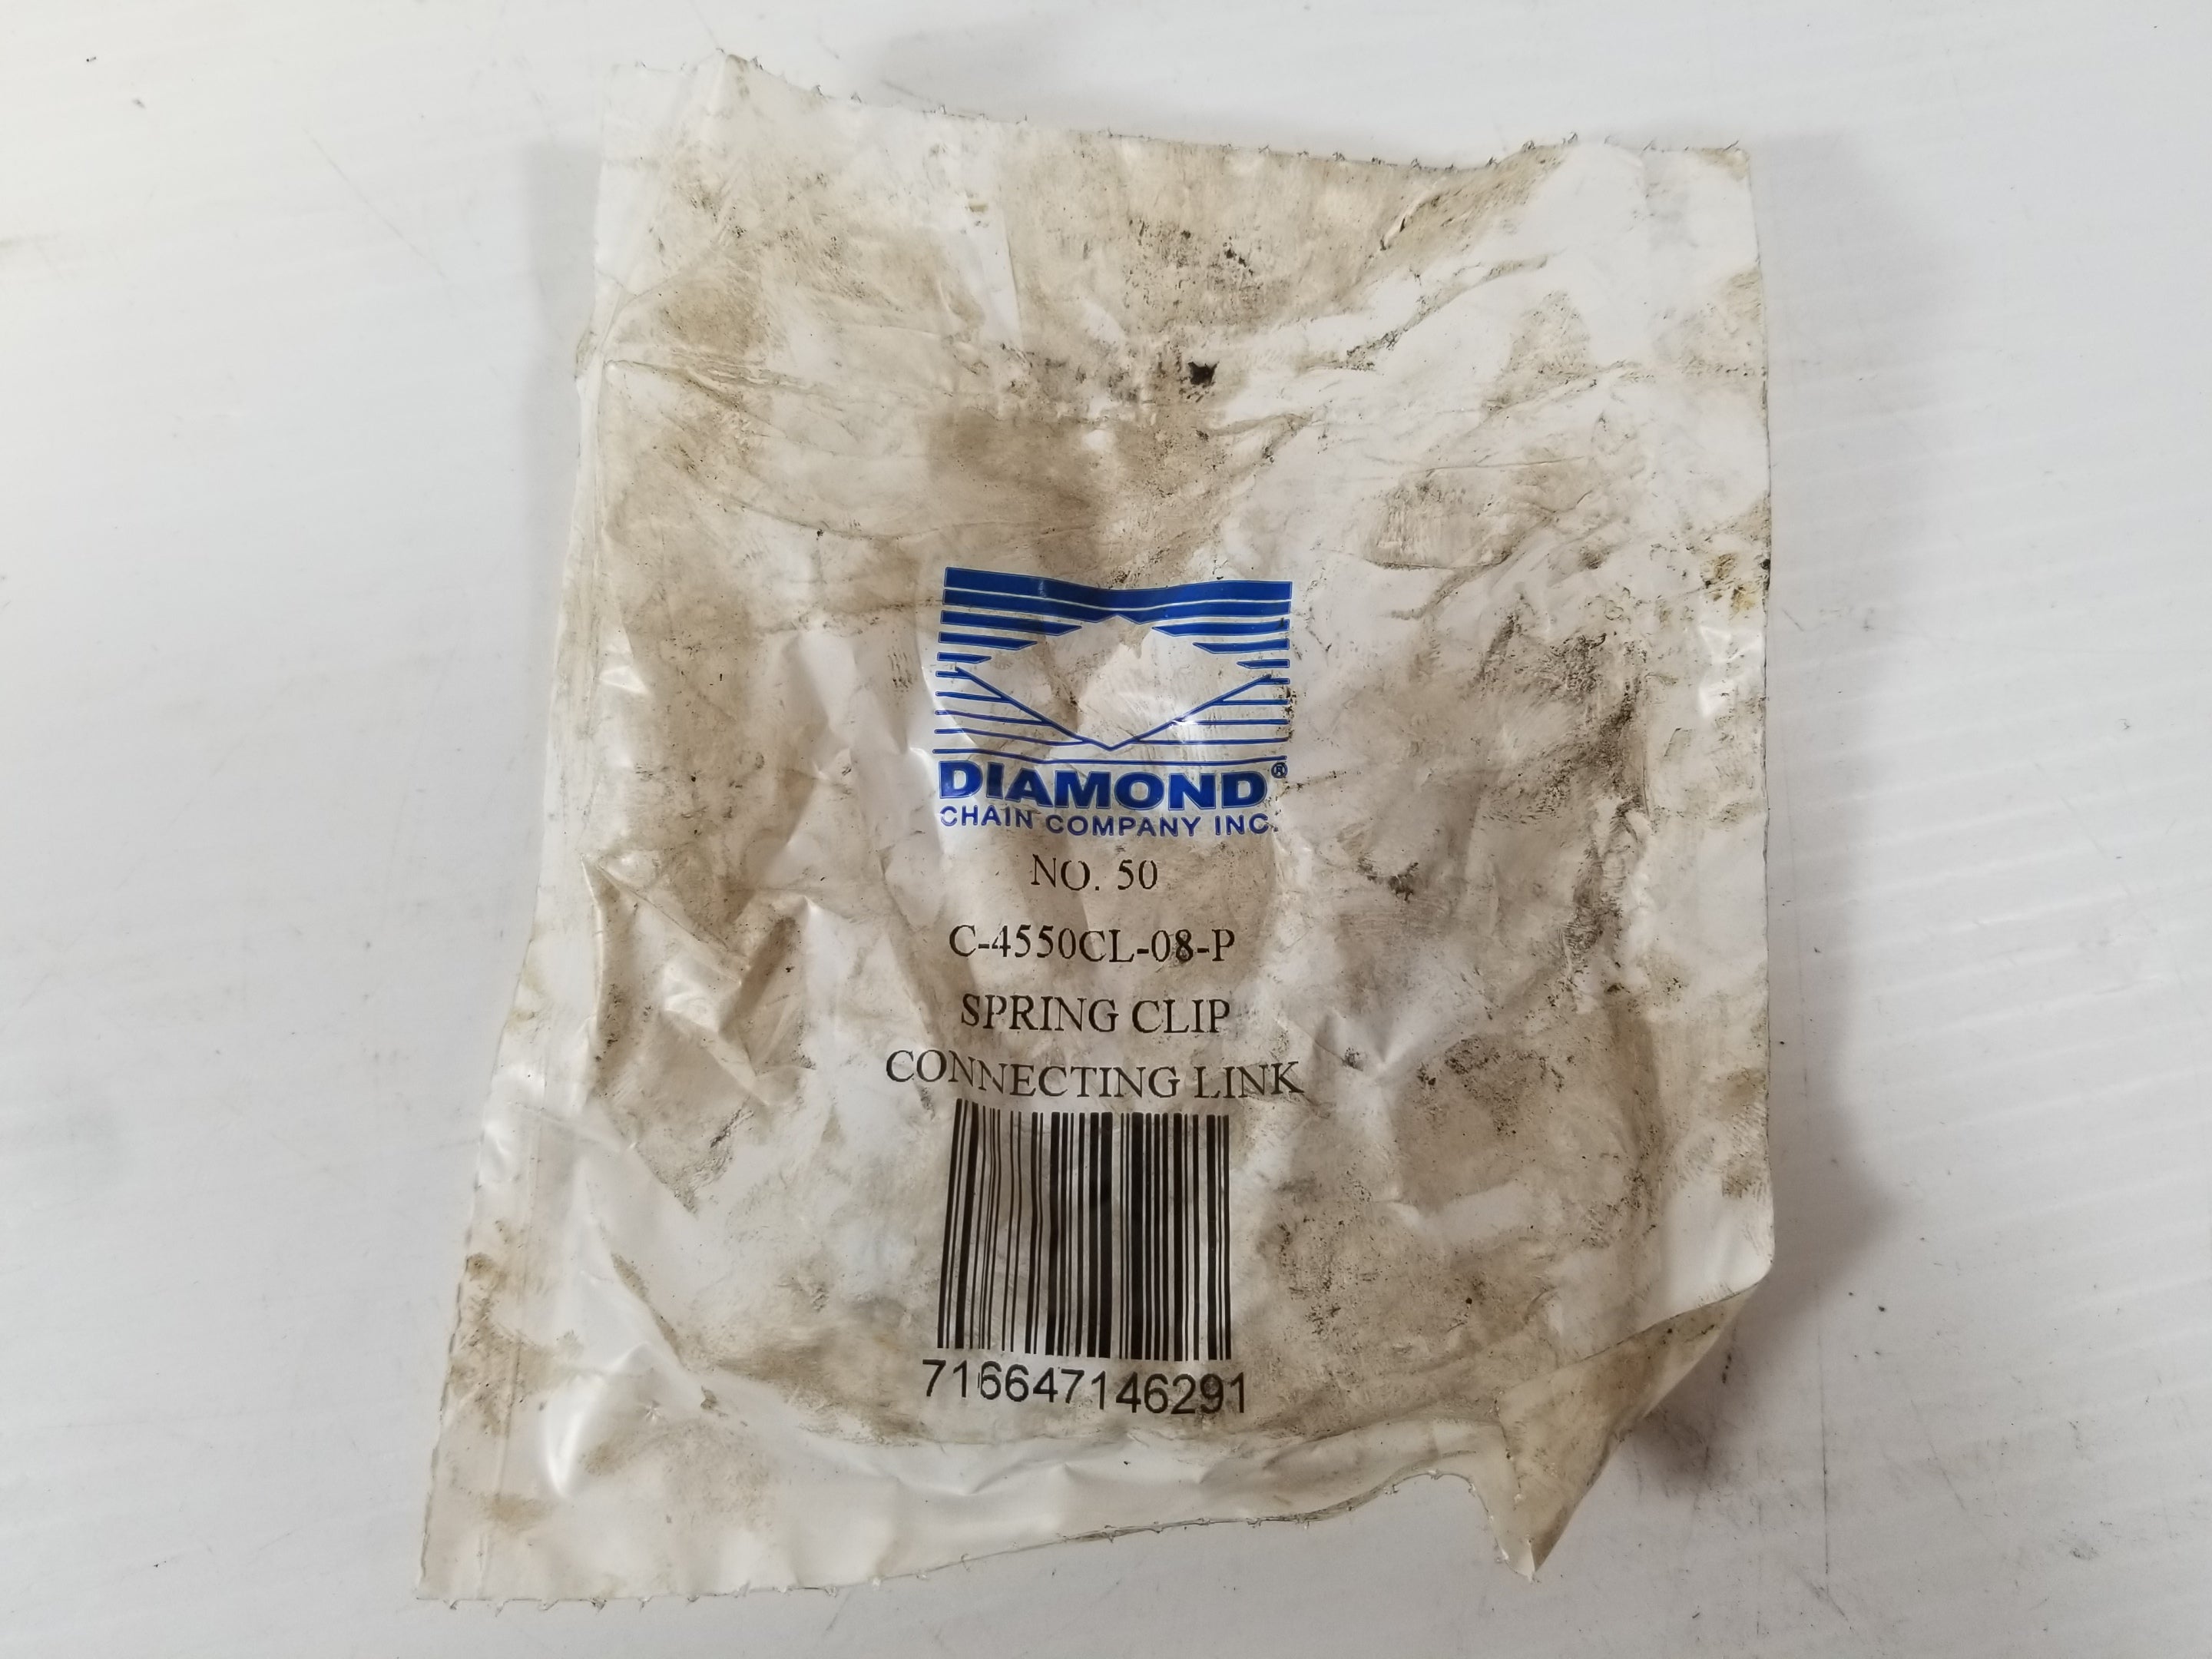 DIAMOND®
CHAIN COMPANY INC.
NO. 50
C-4550CL-08-P
SPRING CLIP
CONNECTING LINK
716647146291